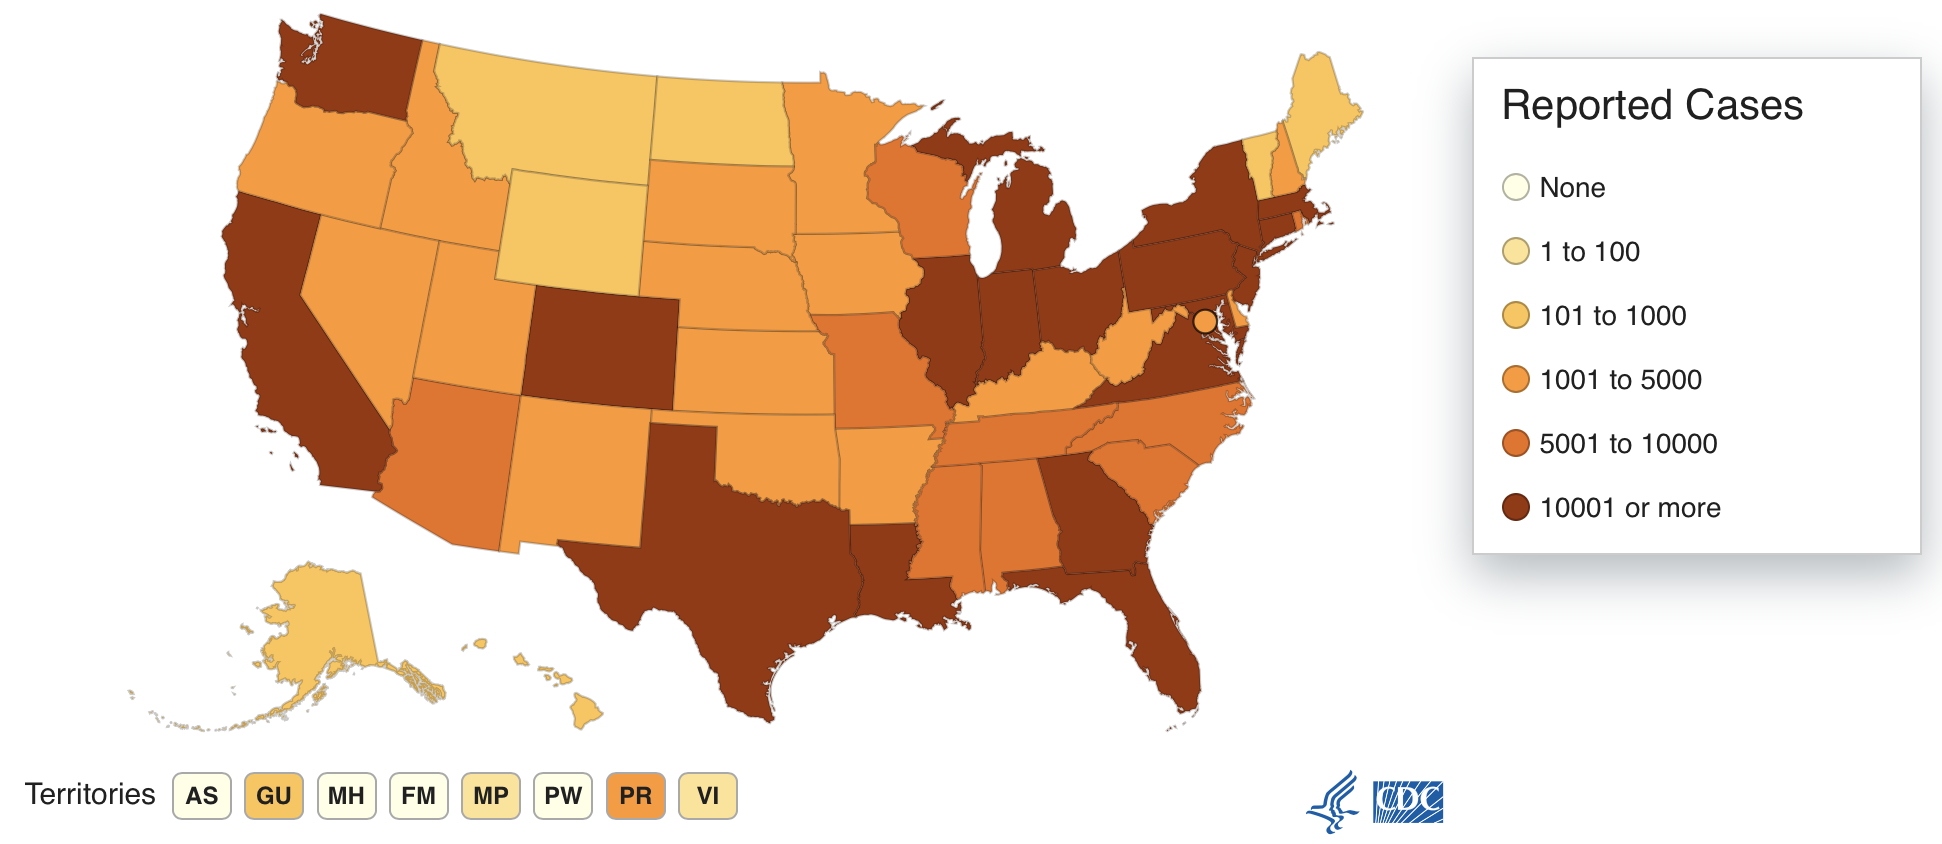 Reported Cases
None
1 to 100
101 to 1000
1001 to 5000
5001 to 10000
10001 or more
Territories AS GU MH FM MP PW PR VI
CDC